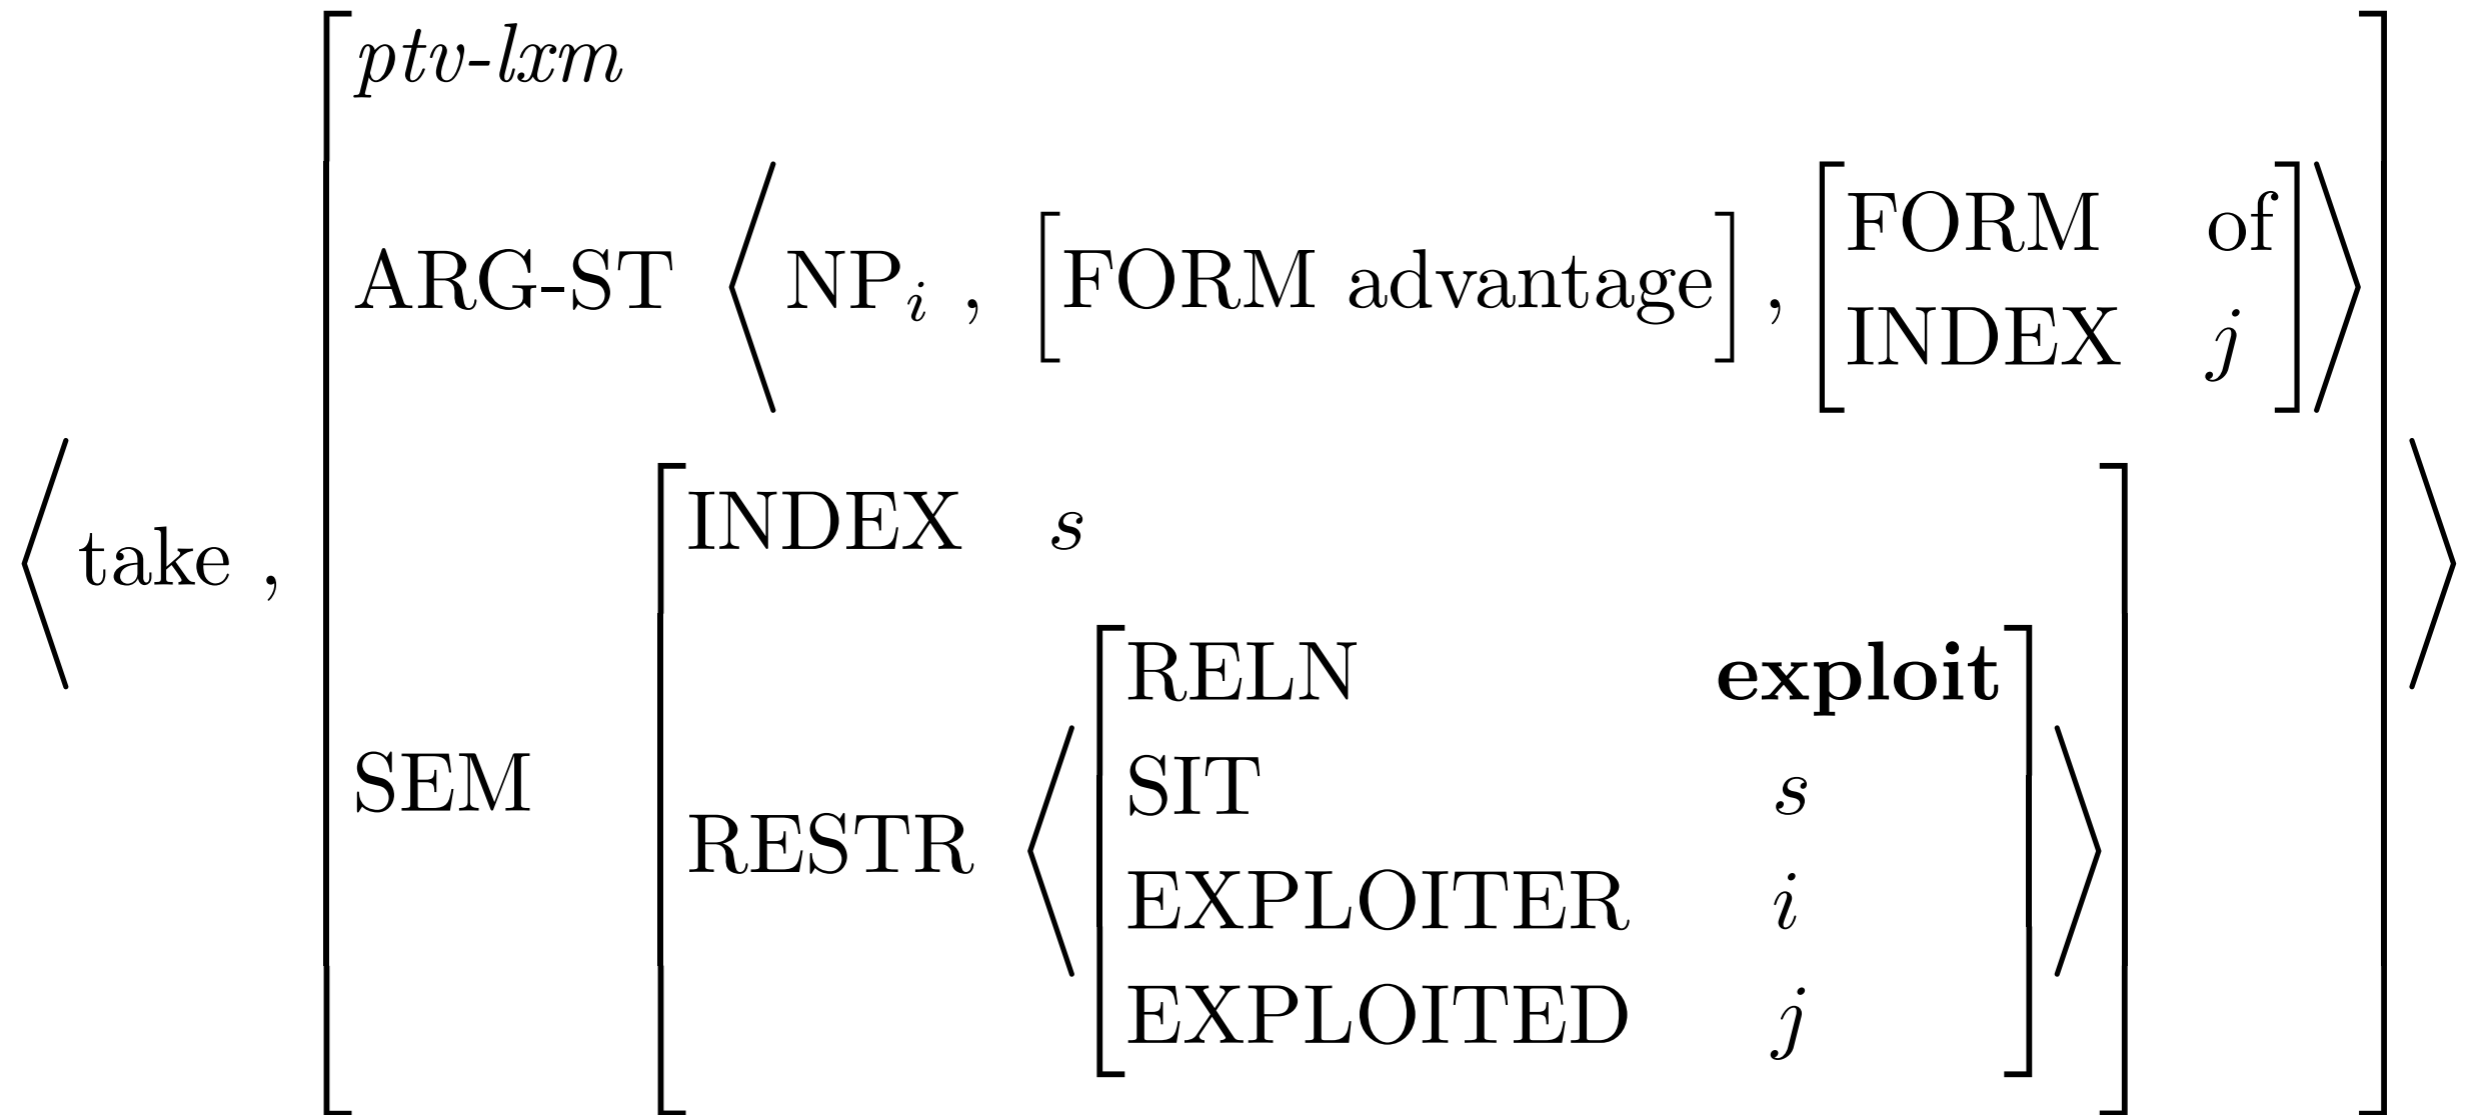 ptv-lxm
ARG-ST ⟨ NP_i , [FORM advantage] , [FORM of
INDEX j] ⟩
⟨ take ,
SEM
INDEX s
RESTR
RELN exploit
SIT s
EXPLOITER i
EXPLOITED j